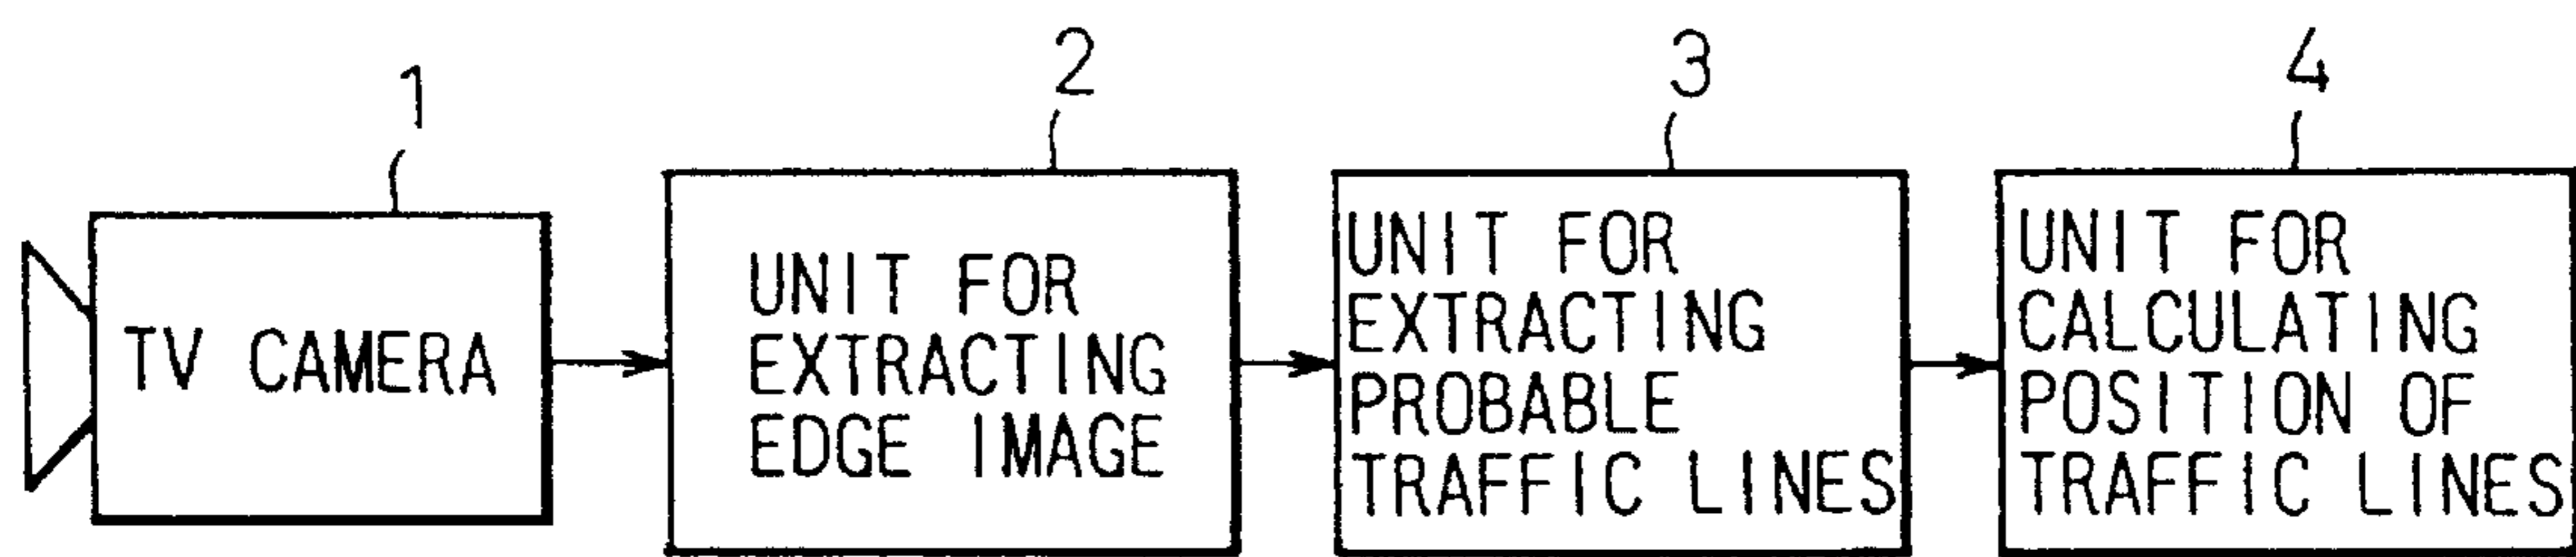 1
2
3
4
TV CAMERA
UNIT FOR
EXTRACTING
EDGE IMAGE
UNIT FOR
EXTRACTING
PROBABLE
TRAFFIC LINES
UNIT FOR
CALCULATING
POSITION OF
TRAFFIC LINES